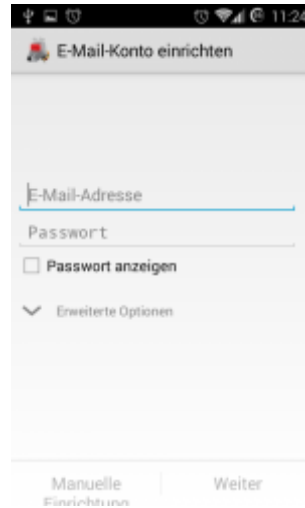 11:24
E-Mail-Konto einrichten
E-Mail-Adresse
Passwort
Passwort anzeigen
Erweiterte Optionen
Manuelle Einrichtung
Weiter